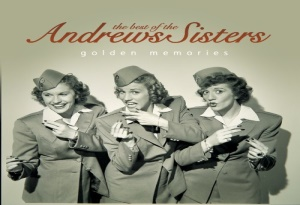 the best of the
Andrews Sisters
golden memories